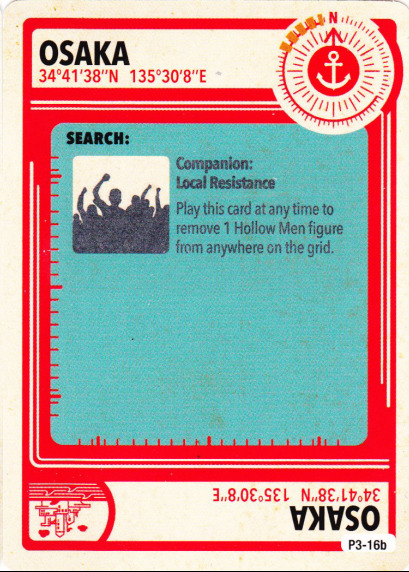 OSAKA
34°41'38"N 135°30'8"E
N
SEARCH:
Companion:
Local Resistance
Play this card at any time to
remove 1 Hollow Men figure
from anywhere on the grid.
34°41'38"N 135°30'8"E
OSAKA
P3-16b